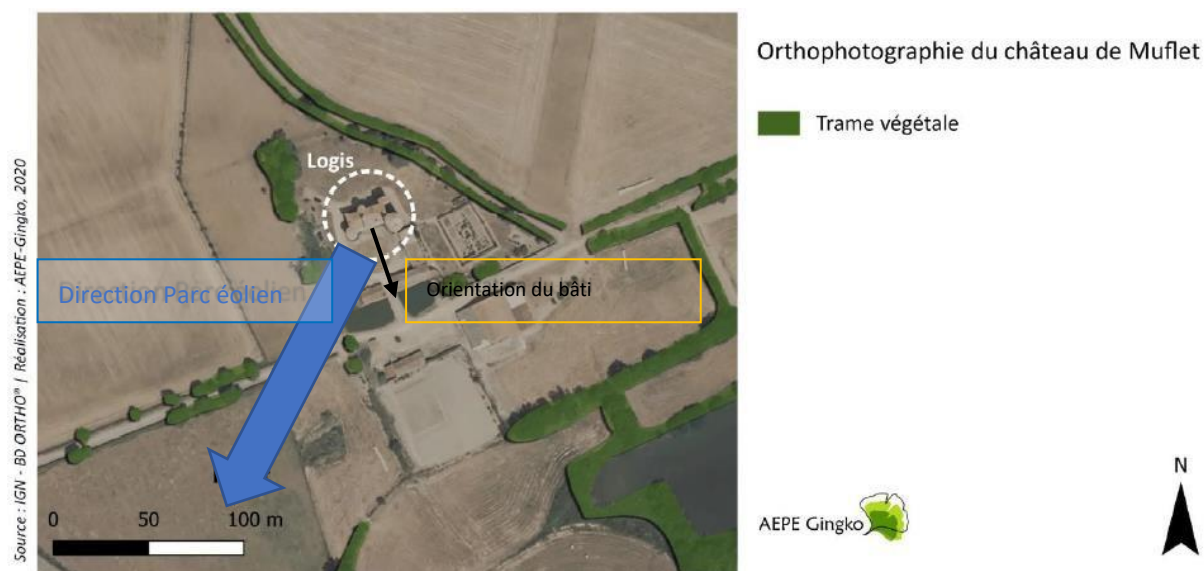 Source : IGN - BD ORTHO® | Réalisation : AEPE-Gingko, 2020
Orthophotographie du château de Muflet
Trame végétale
Logis
Direction Parc éolien
Orientation du bâti
0 50 100 m
AEPE Gingko
N